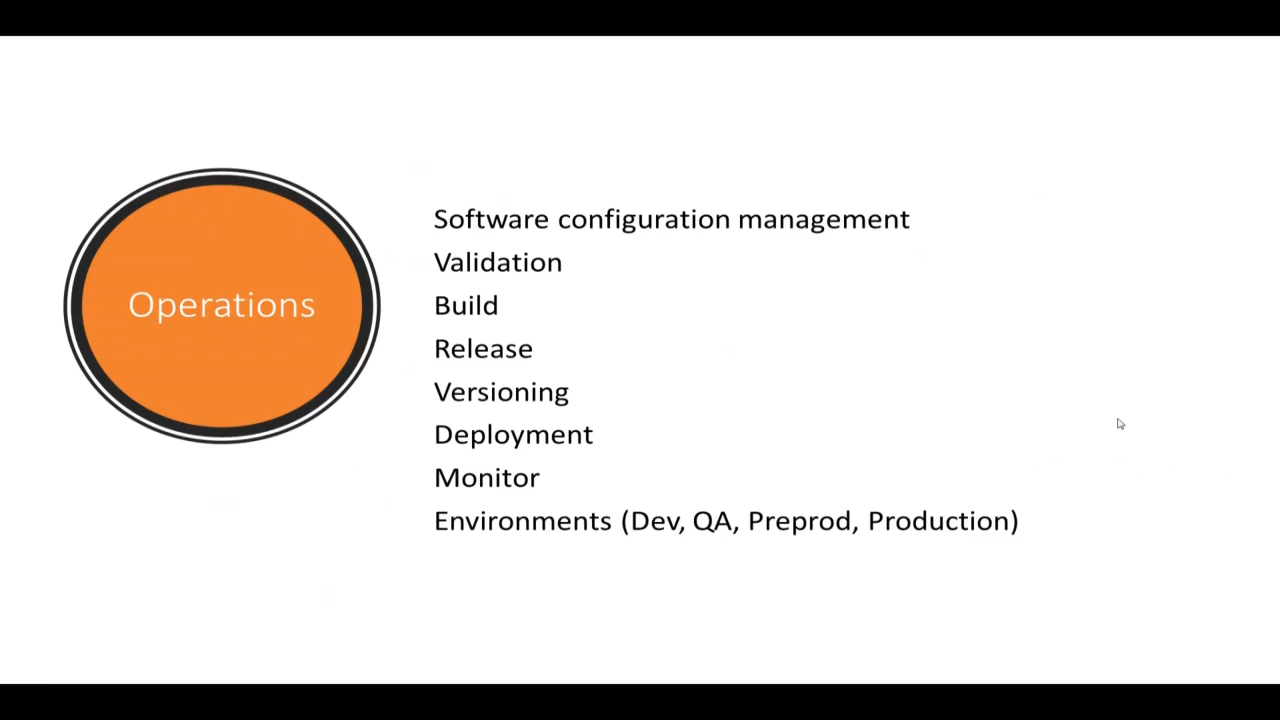 Operations
Software configuration management
Validation
Build
Release
Versioning
Deployment
Monitor
Environments (Dev, QA, Preprod, Production)